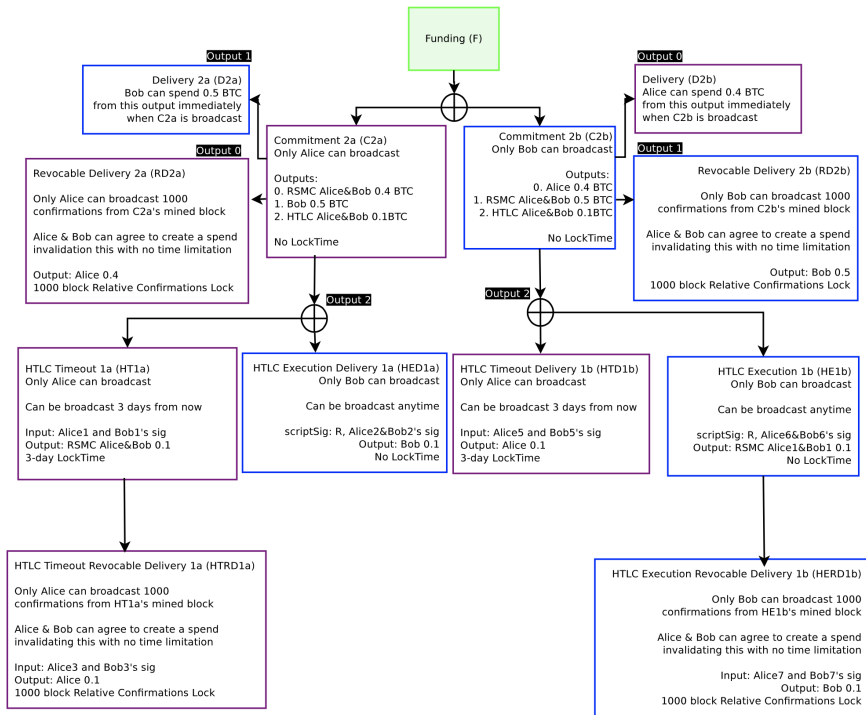 Funding (F)
Output 1
Delivery 2a (D2a)
Bob can spend 0.5 BTC
from this output immediately
when C2a is broadcast
Output 0
Delivery (D2b)
Alice can spend 0.4 BTC
from this output immediately
when C2b is broadcast
Commitment 2a (C2a)
Only Alice can broadcast
Outputs:
0. RSMC Alice&Bob 0.4 BTC
1. Bob 0.5 BTC
2. HTLC Alice&Bob 0.1BTC
No LockTime
Commitment 2b (C2b)
Only Bob can broadcast
Outputs:
0. Alice 0.4 BTC
1. RSMC Alice&Bob 0.5 BTC
2. HTLC Alice&Bob 0.1BTC
No LockTime
Output 0
Revocable Delivery 2a (RD2a)
Only Alice can broadcast 1000
confirmations from C2a's mined block
Alice & Bob can agree to create a spend
invalidation this with no time limitation
Output: Alice 0.4
1000 block Relative Confirmations Lock
Output 1
Revocable Delivery 2b (RD2b)
Only Bob can broadcast 1000
confirmations from C2b's mined block
Alice & Bob can agree to create a spend
invalidating this with no time limitation
Output: Bob 0.5
1000 block Relative Confirmations Lock
Output 2
Output 2
HTLC Timeout 1a (HT1a)
Only Alice can broadcast
Can be broadcast 3 days from now
Input: Alice1 and Bob1's sig
Output: RSMC Alice&Bob 0.1
3-day LockTime
HTLC Execution Delivery 1a (HED1a)
Only Bob can broadcast
Can be broadcast anytime
scriptSig: R, Alice2&Bob2's sig
Output: Bob 0.1
No LockTime
HTLC Timeout Delivery 1b (HTD1b)
Only Alice can broadcast
Can be broadcast 3 days from now
Input: Alice5 and Bob5's sig
Output: Alice 0.1
3-day LockTime
HTLC Execution 1b (HE1b)
Only Bob can broadcast
Can be broadcast anytime
scriptSig: R, Alice6&Bob6's sig
Output: RSMC Alice1&Bob1 0.1
No LockTime
HTLC Timeout Revocable Delivery 1a (HTRD1a)
Only Alice can broadcast 1000
confirmations from HT1a's mined block
Alice & Bob can agree to create a spend
invalidating this with no time limitation
Input: Alice3 and Bob3's sig
Output: Alice 0.1
1000 block Relative Confirmations Lock
HTLC Execution Revocable Delivery 1b (HERD1b)
Only Bob can broadcast 1000
confirmations from HE1b's mined block
Alice & Bob can agree to create a spend
invalidating this with no time limitation
Input: Alice7 and Bob7's sig
Output: Bob 0.1
1000 block Relative Confirmations Lock